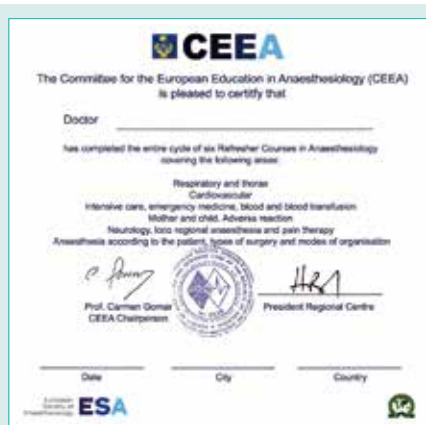 CEEA
The Committee for the European Education in Anaesthesiology (CEEA)
is pleased to certify that
Doctor
has completed the entire cycle of six Refresher Courses in Anaesthesiology
covering the following areas:
Respiratory and thorax
Cardiovascular
Intensive care, emergency medicine, blood and blood transfusion
Mother and child. Adverse reaction
Neurology, loco regional anaesthesia and pain therapy
Anaesthesia according to the patient, types of surgery and modes of organisation
Prof. Carmen Gomar
CEEA Chairperson
President Regional Centre
Date
City
Country
European
Society of
Anaesthesiology
ESA